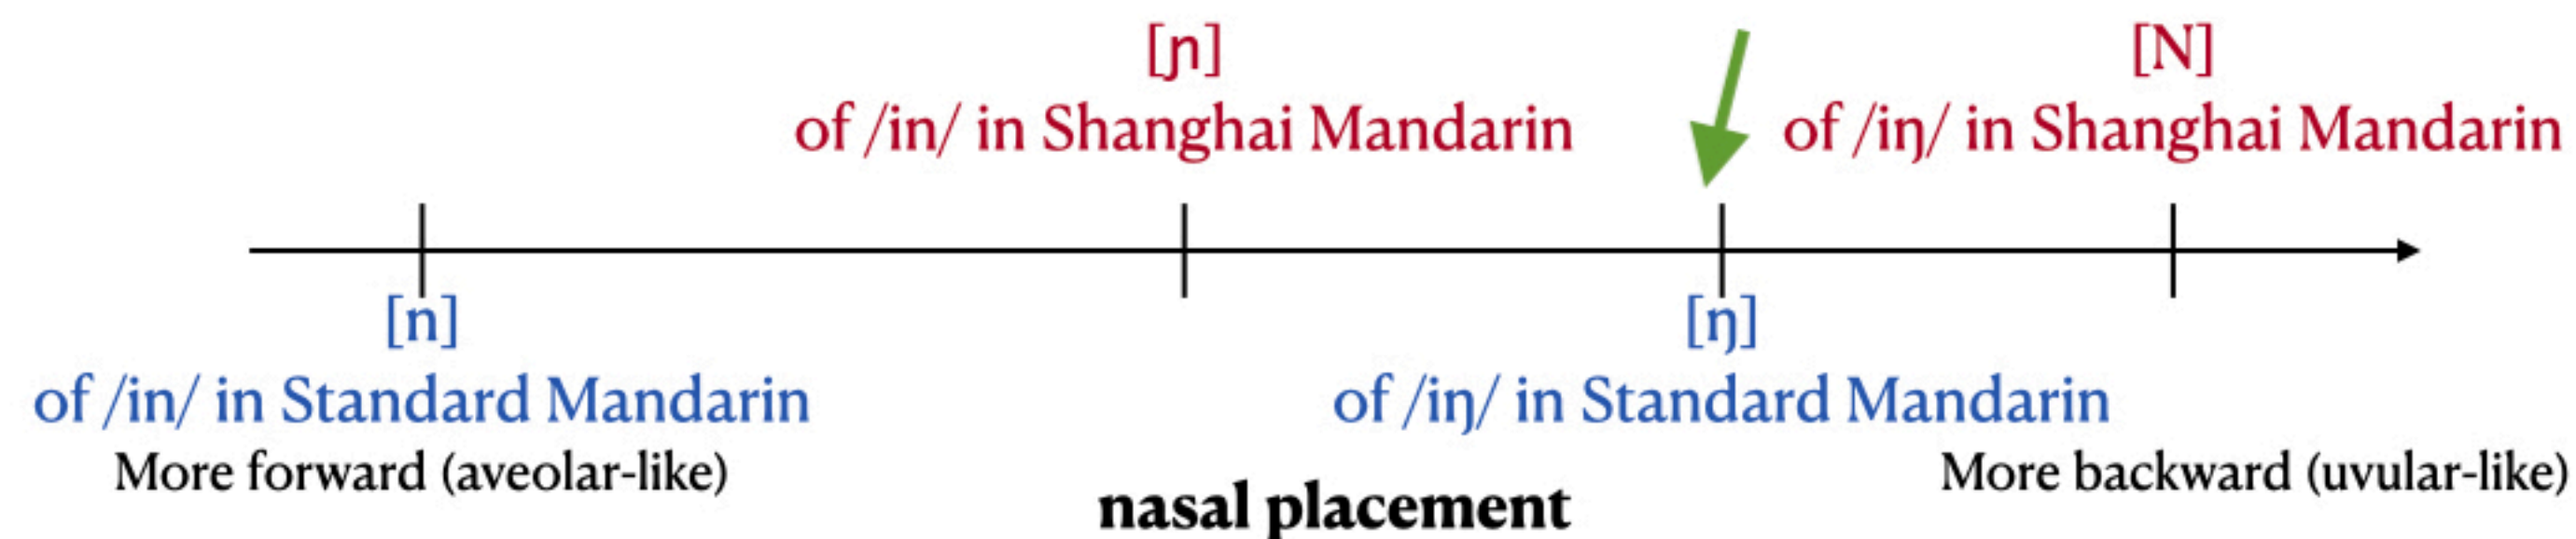 [ɲ]
of /in/ in Shanghai Mandarin
[N]
of /iŋ/ in Shanghai Mandarin
[n]
of /in/ in Standard Mandarin
More forward (aveolar-like)
[ŋ]
of /iŋ/ in Standard Mandarin
More backward (uvular-like)
nasal placement